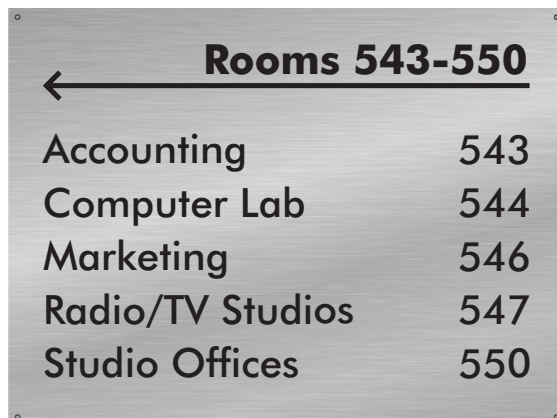 Rooms 543-550
Accounting 543
Computer Lab 544
Marketing 546
Radio/TV Studios 547
Studio Offices 550